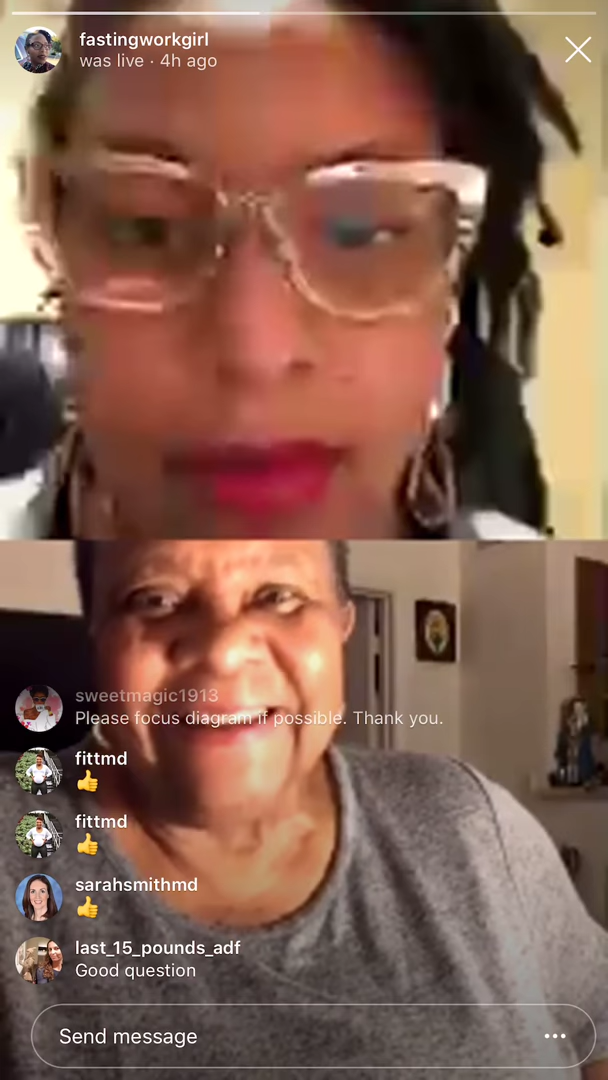 fastingworkgirl
was live · 4h ago
sweetmagic1913
Please focus diagram if possible. Thank you.
fittmd
👍
fittmd
👍
sarahsmithmd
👍
last_15_pounds_adf
Good question
Send message